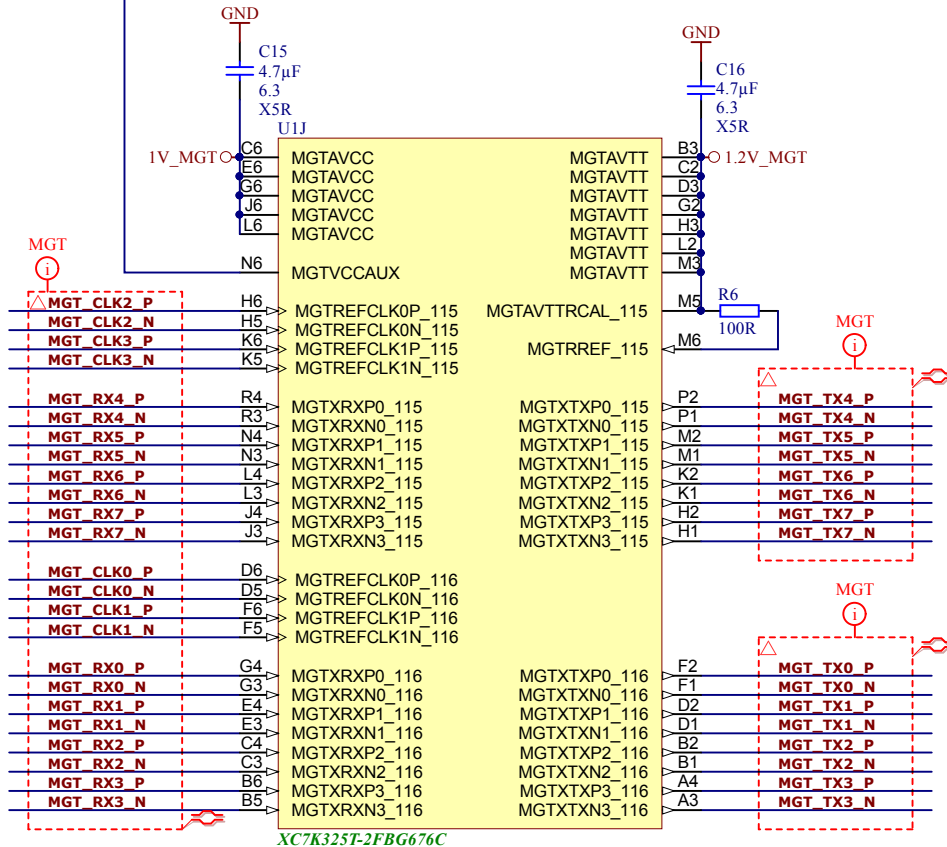 GND
C15
4.7µF
6.3
X5R
GND
C16
4.7µF
6.3
X5R
U1J
1V_MGT
C6 MGTAVCC
E6 MGTAVCC
G6 MGTAVCC
J6 MGTAVCC
L6 MGTAVCC
N6 MGTVCCAUX
MGTAVTT B3
1.2V_MGT
MGTAVTT C2
MGTAVTT D3
MGTAVTT G2
MGTAVTT H3
MGTAVTT L2
MGTAVTT M3
MGTAVTTRCAL_115 M5
R6
100R
MGTRREF_115 M6
MGT
i
MGT_CLK2_P H6 MGTREFCLK0P_115
MGT_CLK2_N H5 MGTREFCLK0N_115
MGT_CLK3_P K6 MGTREFCLK1P_115
MGT_CLK3_N K5 MGTREFCLK1N_115
MGT
i
MGT_RX4_P R4 MGTXRXP0_115 MGTXTXP0_115 P2 MGT_TX4_P
MGT_RX4_N R3 MGTXRXN0_115 MGTXTXN0_115 P1 MGT_TX4_N
MGT_RX5_P N4 MGTXRXP1_115 MGTXTXP1_115 M2 MGT_TX5_P
MGT_RX5_N N3 MGTXRXN1_115 MGTXTXN1_115 M1 MGT_TX5_N
MGT_RX6_P L4 MGTXRXP2_115 MGTXTXP2_115 K2 MGT_TX6_P
MGT_RX6_N L3 MGTXRXN2_115 MGTXTXN2_115 K1 MGT_TX6_N
MGT_RX7_P J4 MGTXRXP3_115 MGTXTXP3_115 H2 MGT_TX7_P
MGT_RX7_N J3 MGTXRXN3_115 MGTXTXN3_115 H1 MGT_TX7_N
MGT_CLK0_P D6 MGTREFCLK0P_116
MGT_CLK0_N D5 MGTREFCLK0N_116
MGT_CLK1_P F6 MGTREFCLK1P_116
MGT_CLK1_N F5 MGTREFCLK1N_116
MGT
i
MGT_RX0_P G4 MGTXRXP0_116 MGTXTXP0_116 F2 MGT_TX0_P
MGT_RX0_N G3 MGTXRXN0_116 MGTXTXN0_116 F1 MGT_TX0_N
MGT_RX1_P E4 MGTXRXP1_116 MGTXTXP1_116 D2 MGT_TX1_P
MGT_RX1_N E3 MGTXRXN1_116 MGTXTXN1_116 D1 MGT_TX1_N
MGT_RX2_P C4 MGTXRXP2_116 MGTXTXP2_116 B2 MGT_TX2_P
MGT_RX2_N C3 MGTXRXN2_116 MGTXTXN2_116 B1 MGT_TX2_N
MGT_RX3_P B6 MGTXRXP3_116 MGTXTXP3_116 A4 MGT_TX3_P
MGT_RX3_N B5 MGTXRXN3_116 MGTXTXN3_116 A3 MGT_TX3_N
XC7K325T-2FBG676C